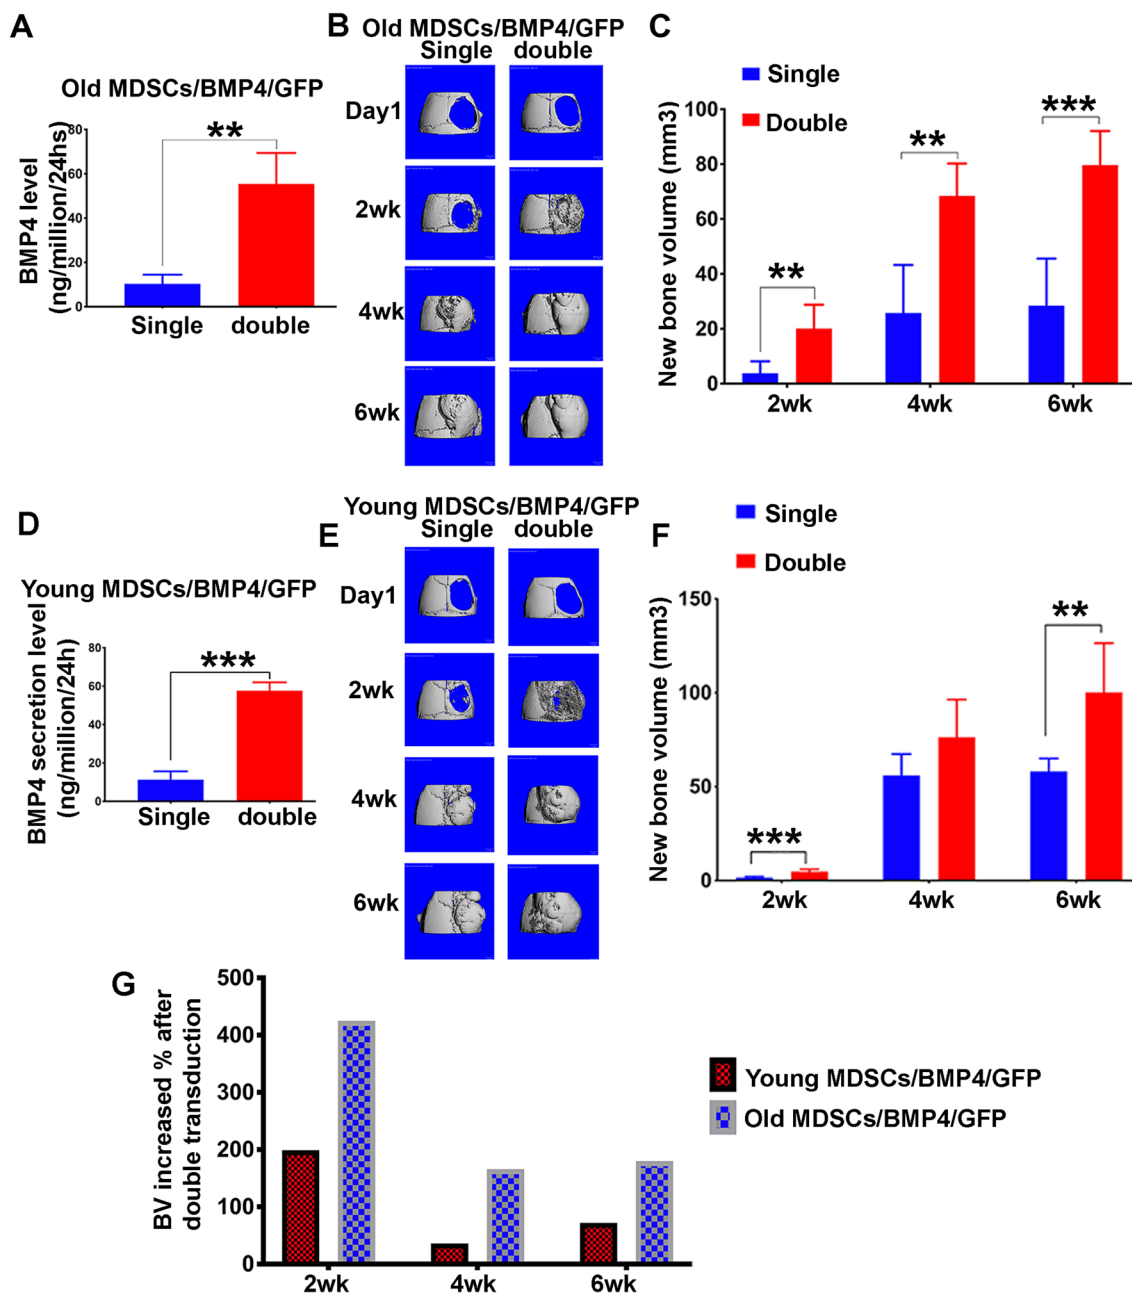 A
Old MDSCs/BMP4/GFP
**
BMP4 level
(ng/million/24hs)
80
60
40
20
0
Single
double
B
Old MDSCs/BMP4/GFP
Single double
Day1
2wk
4wk
6wk
C
Single
Double
New bone volume (mm3)
100
80
60
40
20
0
**
**
***
2wk
4wk
6wk
D
Young MDSCs/BMP4/GFP
***
BMP4 secretion level
(ng/million/24h)
80
60
40
20
0
Single
double
E
Young MDSCs/BMP4/GFP
Single double
Day1
2wk
4wk
6wk
F
Single
Double
New bone volume (mm3)
150
100
50
0
***
**
2wk
4wk
6wk
G
BV increased % after
double transduction
500
400
300
200
100
0
2wk
4wk
6wk
Young MDSCs/BMP4/GFP
Old MDSCs/BMP4/GFP